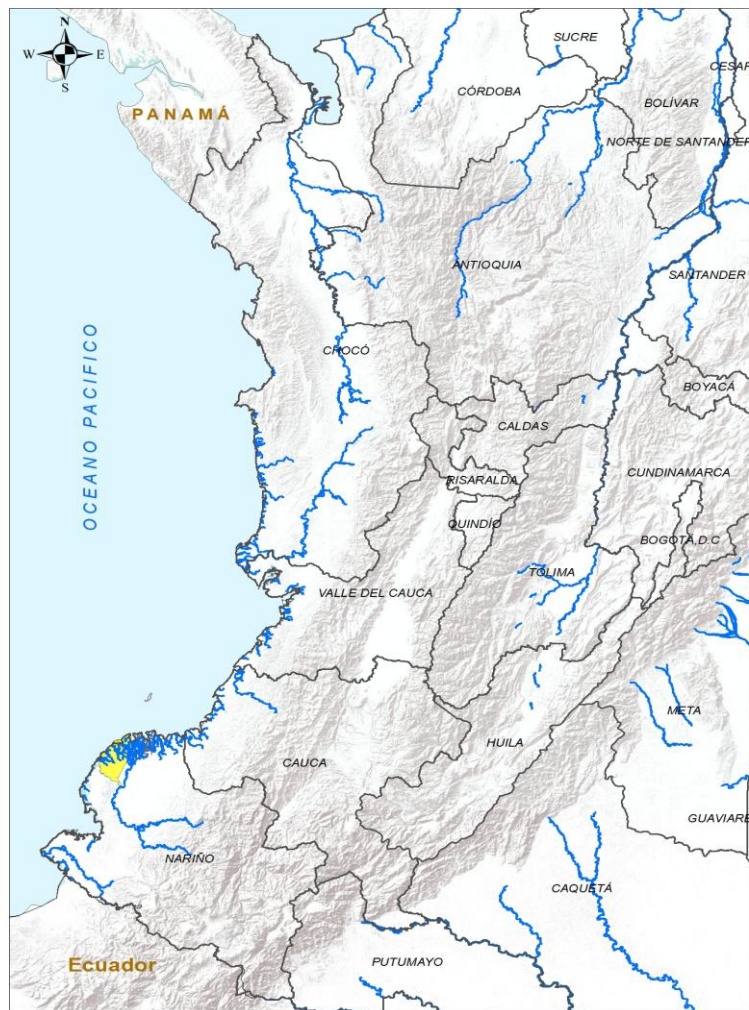 SUCRE
N
W E
S
CESAR
CÓRDOBA
BOLÍVAR
PANAMÁ
NORTE DE SANTANDER
ANTIOQUIA
SANTANDER
OCEANO PACIFICO
CHOCÓ
BOYACÁ
CALDAS
CUNDINAMARCA
RISARALDA
QUINDÍO
BOGOTÁ, D.C
TOLIMA
VALLE DEL CAUCA
META
HUILA
CAUCA
GUAVIARE
NARIÑO
CAQUETÁ
Ecuador
PUTUMAYO